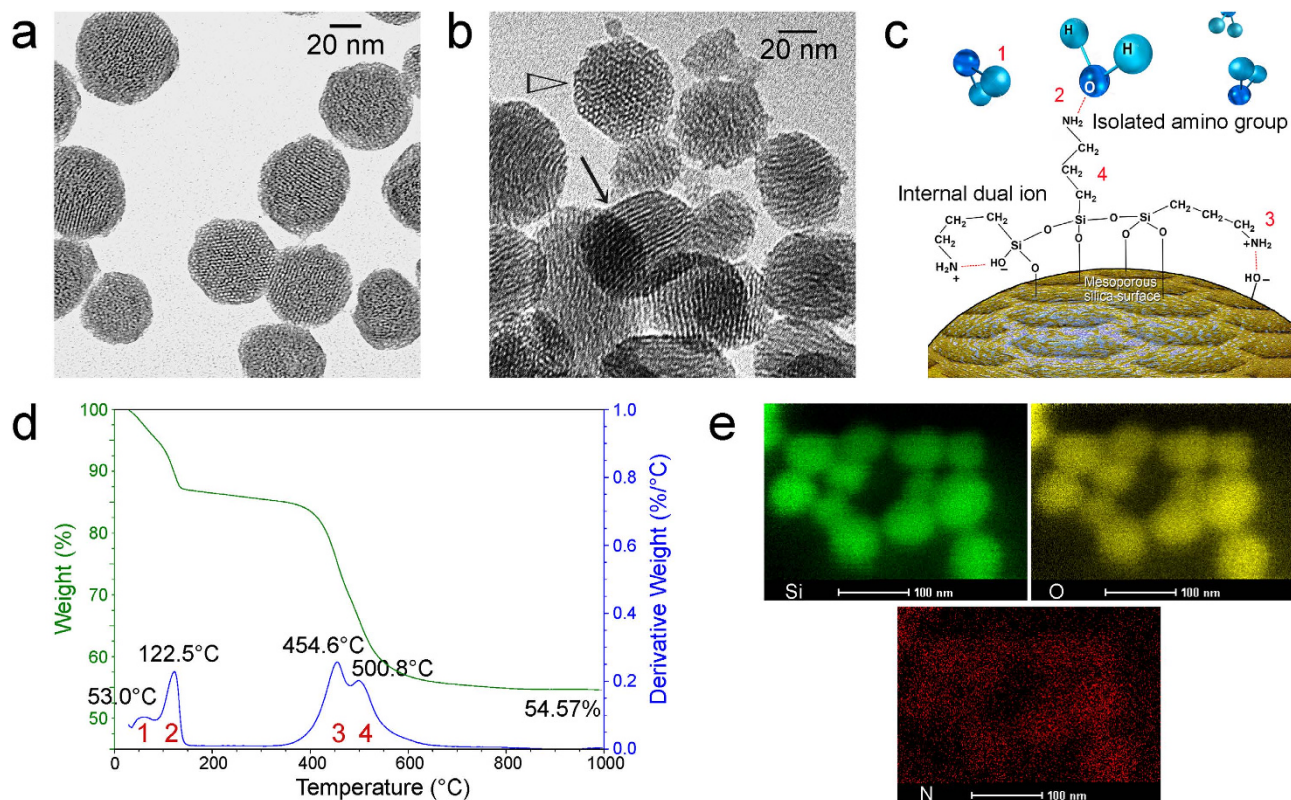 a
20 nm
b
20 nm
c
1
H
H
O
2
NH₂
Isolated amino group
CH₂
CH₂
4
CH₂
Internal dual ion
CH₂
CH₂
CH₂
H₂N
+
HO
–
Si
O
Si
O
Si
O
O
O
O
CH₂–CH₂–CH₂
3
NH₂
+
HO–
Mesoporous
silica-surface
d
Weight (%)
100
90
85
80
70
60
55
50
1.0
0.8
0.6
0.4
0.2
0.0
Derivative Weight (%/°C)
53.0°C
122.5°C
454.6°C
500.8°C
54.57%
1
2
3
4
0
200
400
600
800
1000
Temperature (°C)
e
Si
100 nm
O
100 nm
N
100 nm